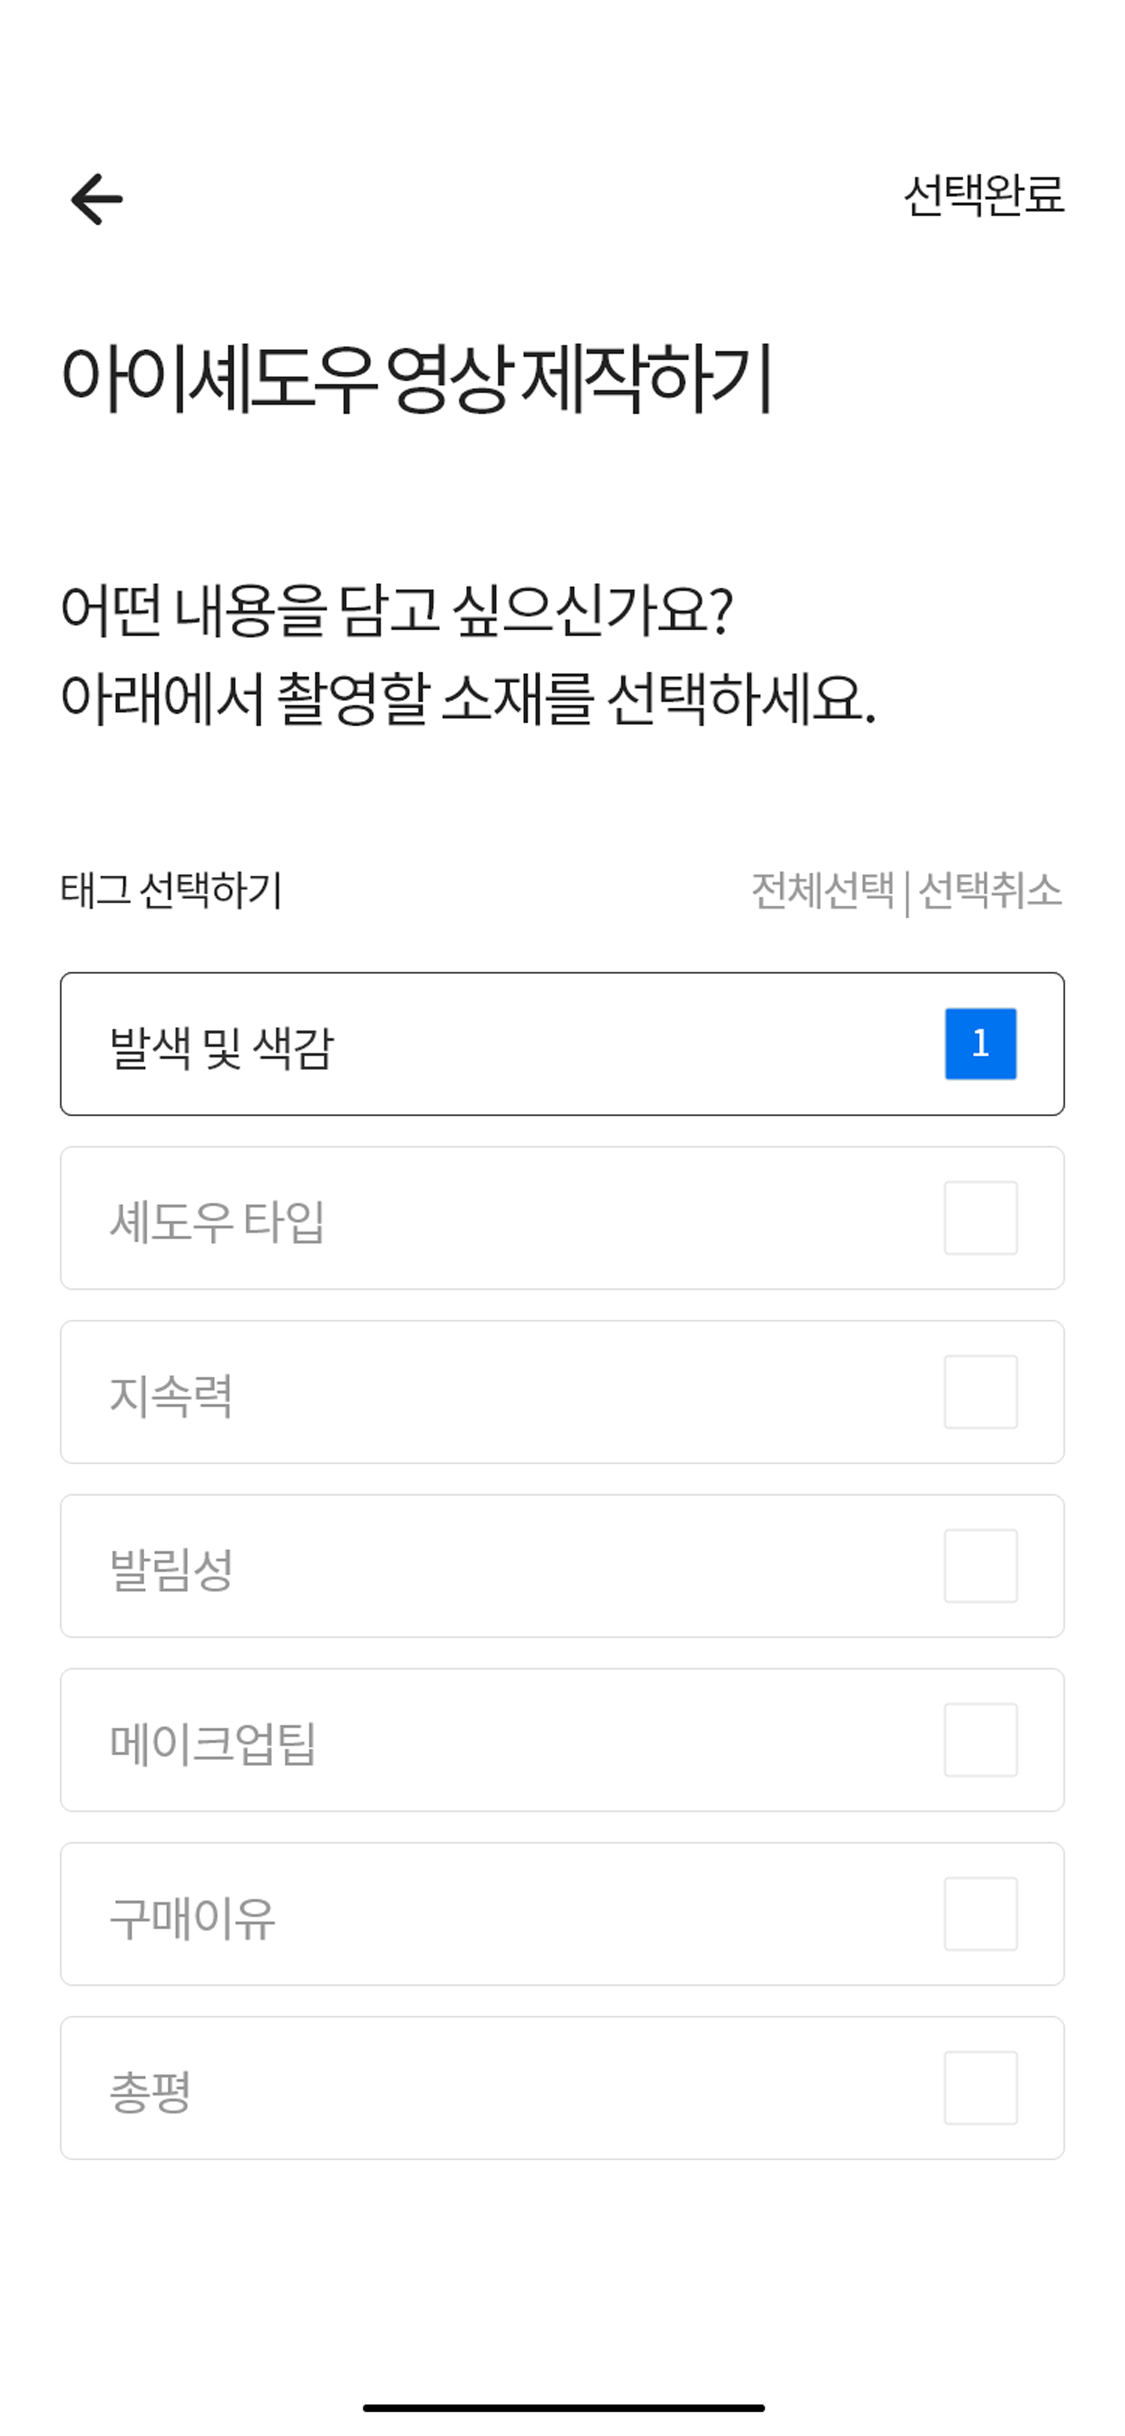 선택완료
아이셰도우 영상 제작하기
어떤 내용을 담고 싶으신가요?
아래에서 촬영할 소재를 선택하세요.
태그 선택하기 전체선택 | 선택취소
발색 및 색감 1
셰도우 타입
지속력
발림성
메이크업팁
구매이유
총평